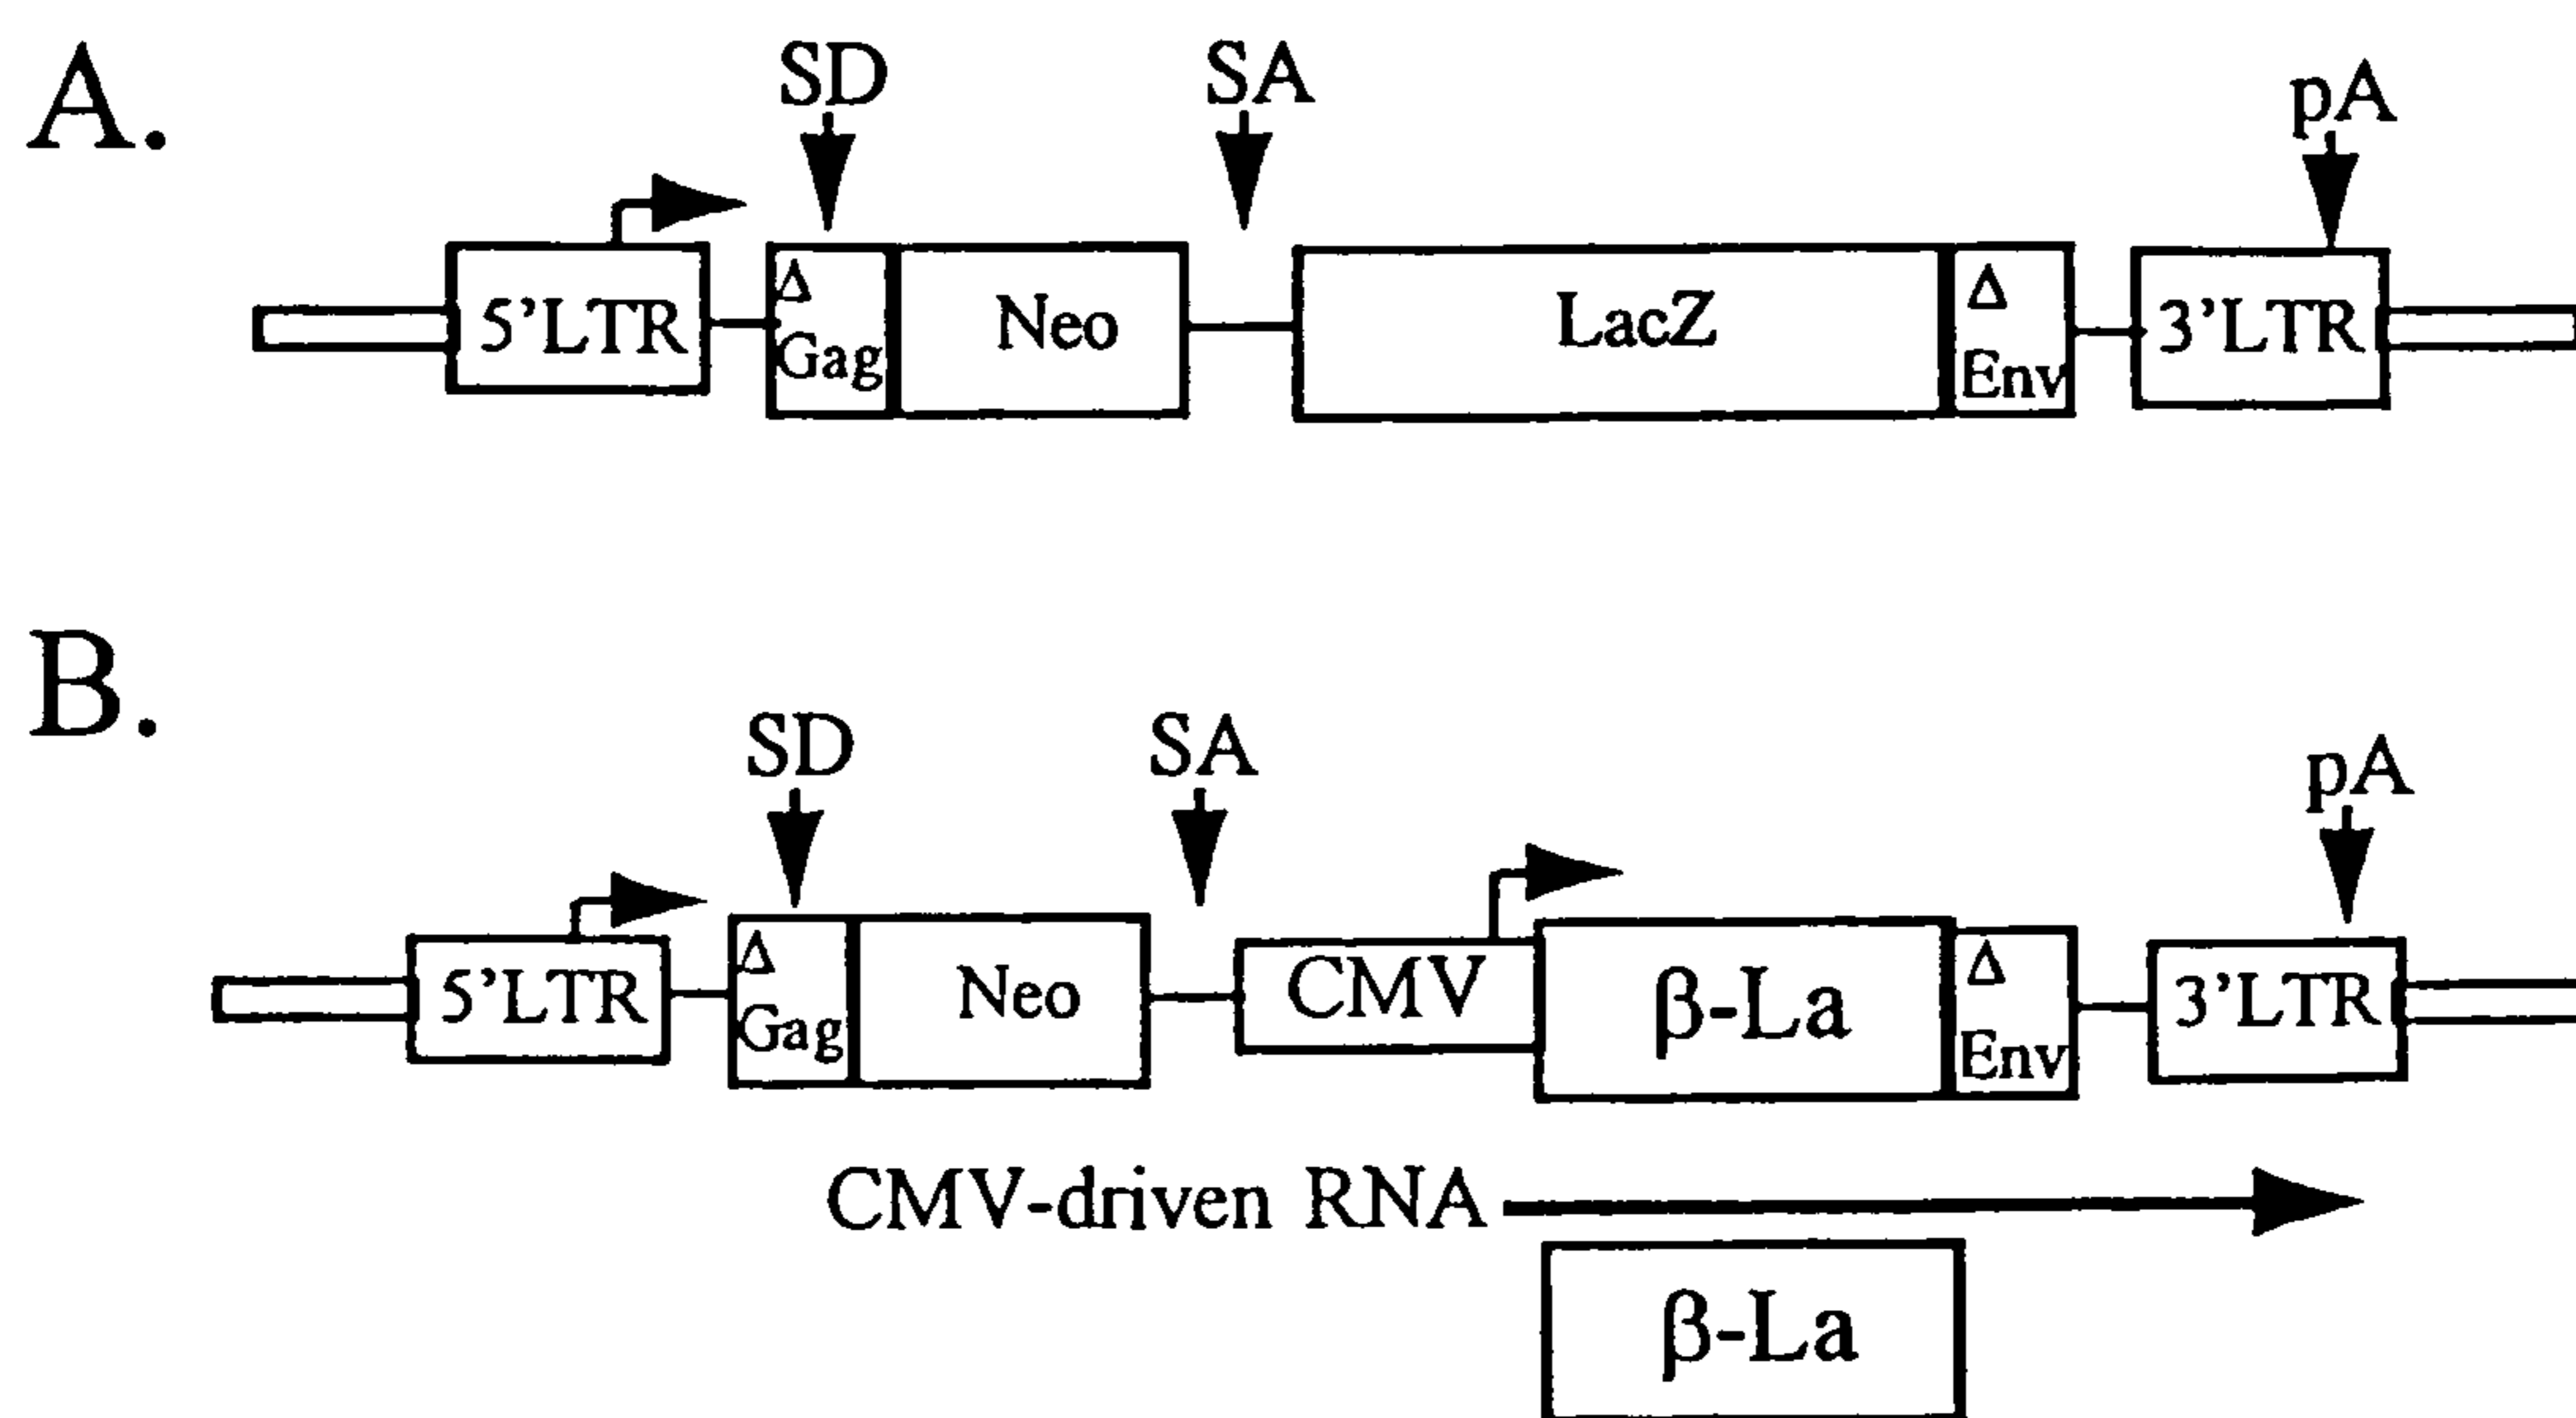 A.
SD SA pA
5'LTR Δ Gag Neo LacZ Δ Env 3'LTR
B.
SD SA pA
5'LTR Δ Gag Neo CMV β-La Δ Env 3'LTR
CMV-driven RNA
β-La